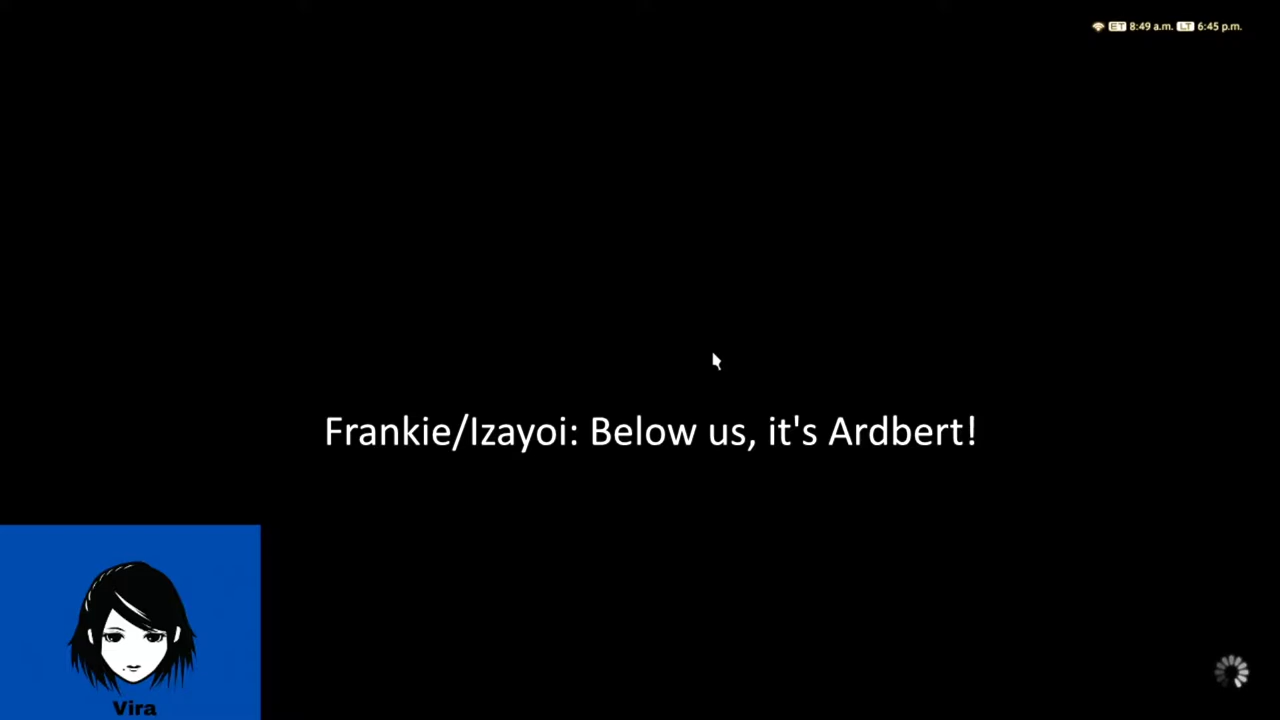 ET 8:49 a.m. LT 6:45 p.m.
Frankie/Izayoi: Below us, it's Ardbert!
Vira